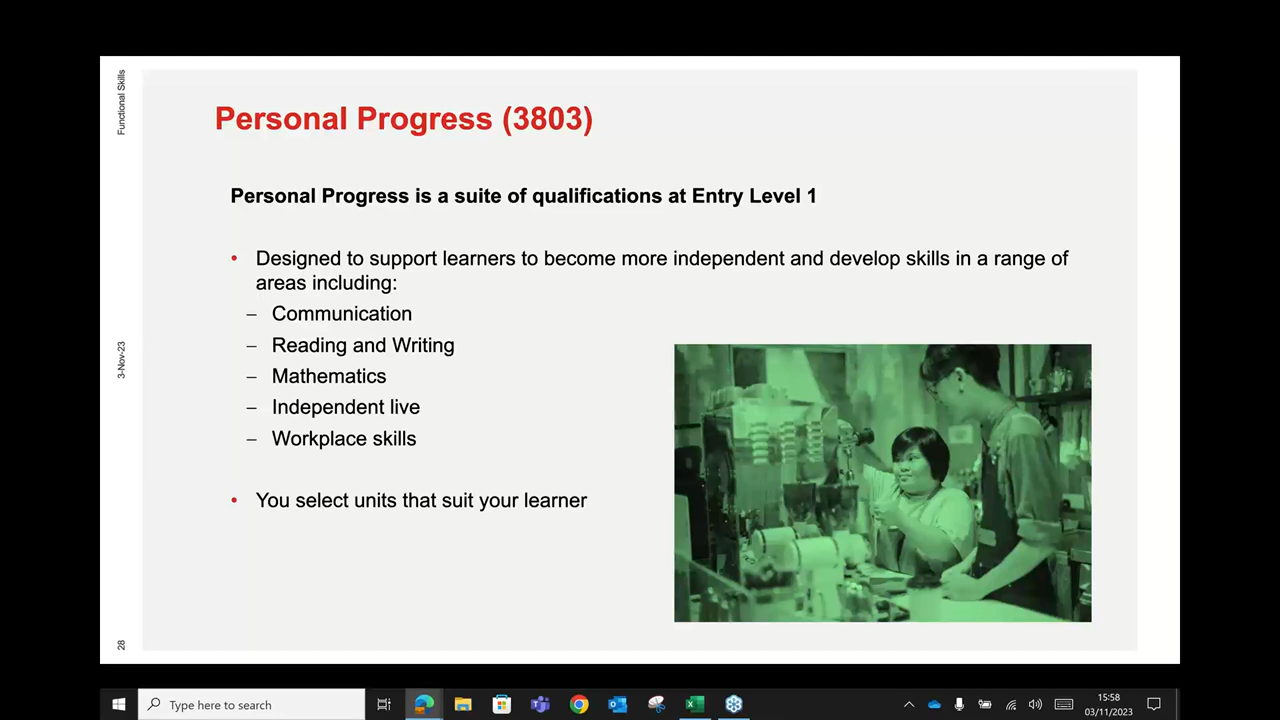 Functional Skills
Personal Progress (3803)
Personal Progress is a suite of qualifications at Entry Level 1
• Designed to support learners to become more independent and develop skills in a range of
areas including:
– Communication
– Reading and Writing
3-Nov-23
– Mathematics
– Independent live
– Workplace skills
• You select units that suit your learner
28
Type here to search
15:58
03/11/2023